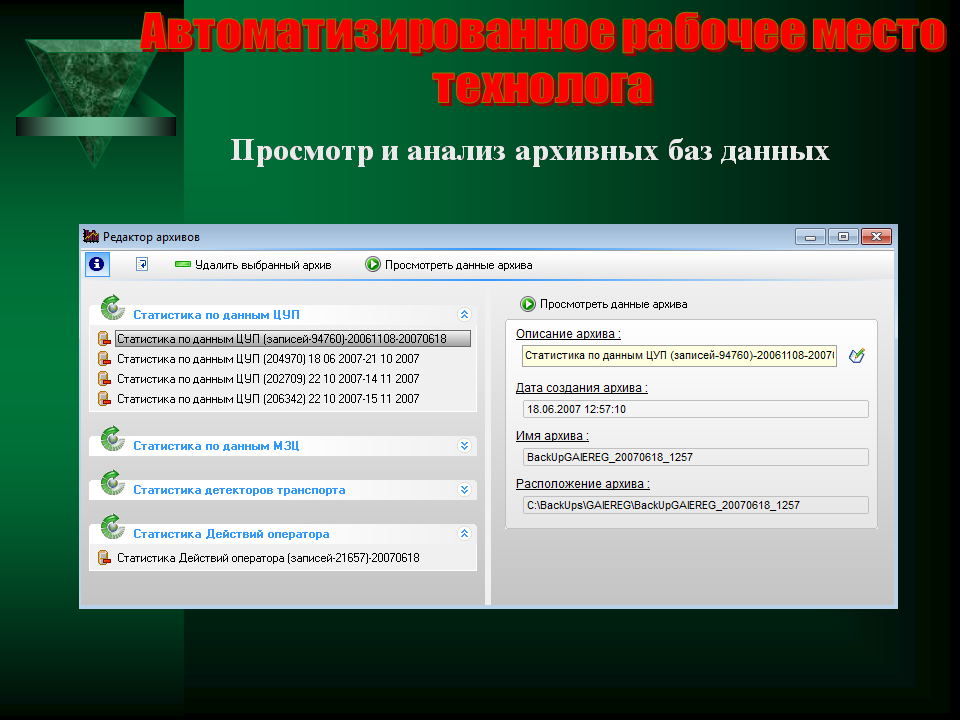 Автоматизированное рабочее место
технолога
Просмотр и анализ архивных баз данных
Редактор архивов
Удалить выбранный архив
Просмотреть данные архива
Статистика по данным ЦУП
Статистика по данным ЦУП (записей-94760)-20061108-20070618
Статистика по данным ЦУП (204970) 18 06 2007-21 10 2007
Статистика по данным ЦУП (202709) 22 10 2007-14 11 2007
Статистика по данным ЦУП (206342) 22 10 2007-15 11 2007
Статистика по данным МЗЦ
Статистика детекторов транспорта
Статистика Действий оператора
Статистика Действий оператора (записей-21657)-20070618
Просмотреть данные архива
Описание архива :
Статистика по данным ЦУП (записей-94760)-20061108-2007
Дата создания архива :
18.06.2007 12:57:10
Имя архива :
BackUpGAIEREG_20070618_1257
Расположение архива :
C:\BackUps\GAIEREG\BackUpGAIEREG_20070618_1257